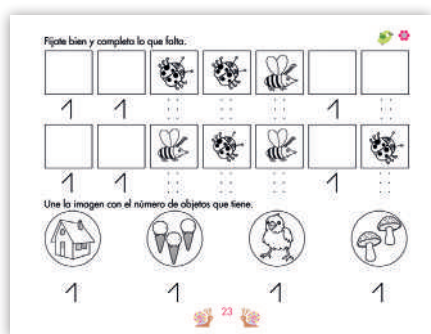 Fíjate bien y completa lo que falta.
1 1 1
1 1 1
Une la imagen con el número de objetos que tiene.
1 1 1 1
23